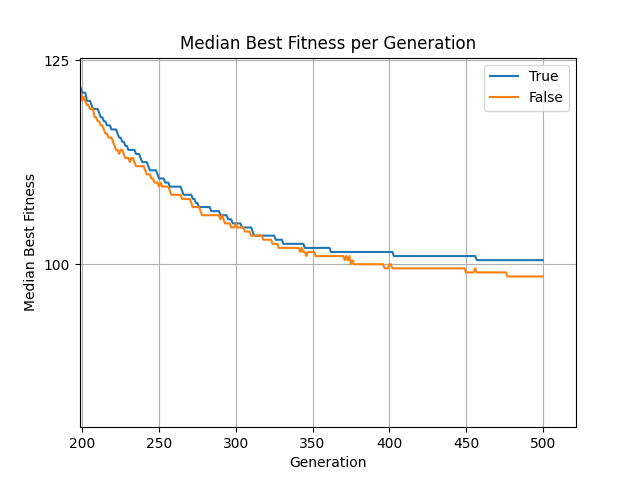 Median Best Fitness per Generation
125
True
False
Median Best Fitness
100
200 250 300 350 400 450 500
Generation